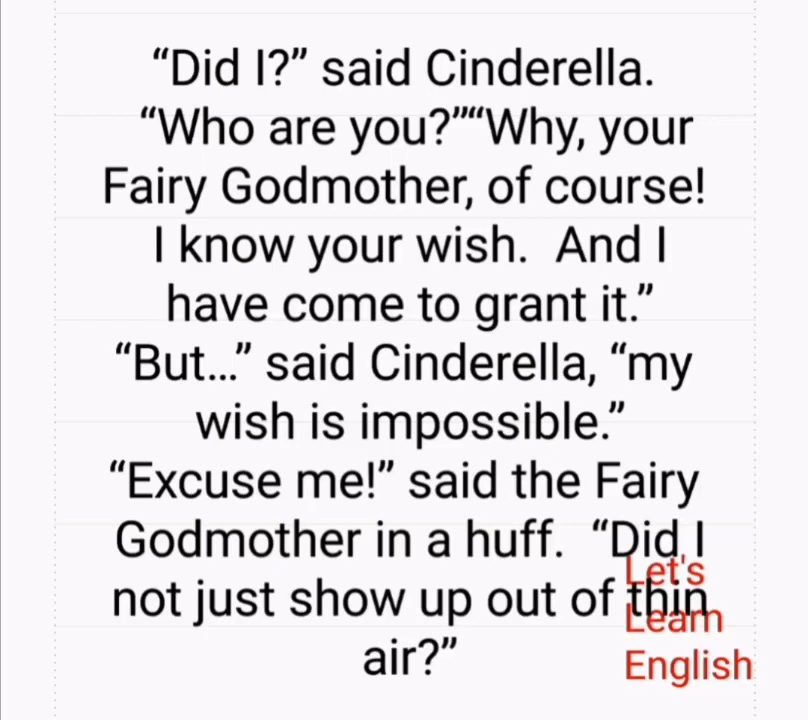 “Did I?” said Cinderella.
“Who are you?”“Why, your
Fairy Godmother, of course!
I know your wish.  And I
have come to grant it.”
“But...” said Cinderella, “my
wish is impossible.”
“Excuse me!” said the Fairy
Godmother in a huff.  “Did I
not just show up out of thin
air?”
Let's
Learn
English